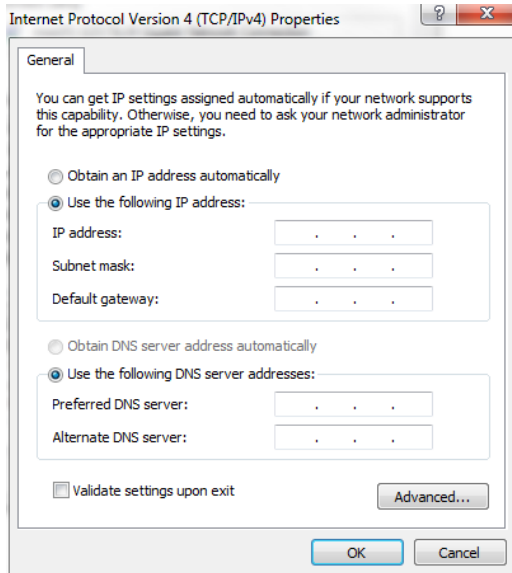 Internet Protocol Version 4 (TCP/IPv4) Properties
General
You can get IP settings assigned automatically if your network supports
this capability. Otherwise, you need to ask your network administrator
for the appropriate IP settings.
Obtain an IP address automatically
Use the following IP address:
IP address:
Subnet mask:
Default gateway:
Obtain DNS server address automatically
Use the following DNS server addresses:
Preferred DNS server:
Alternate DNS server:
Validate settings upon exit
Advanced...
OK
Cancel